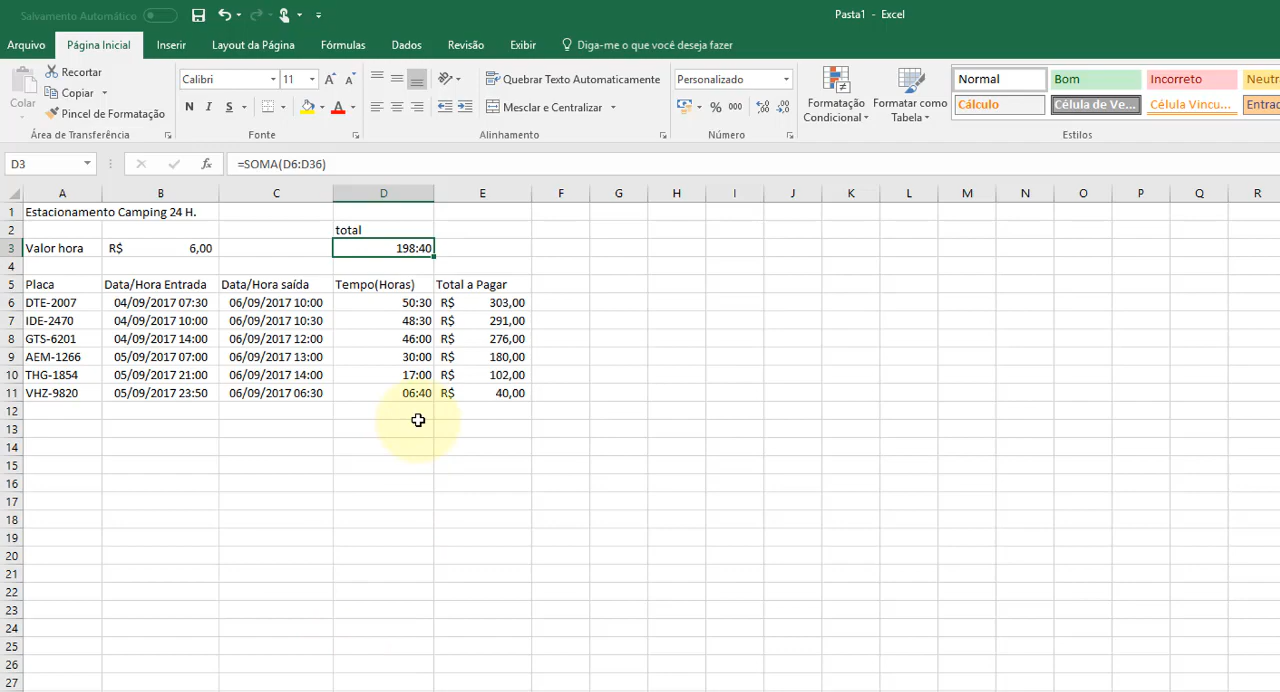 Salvamento Automático
Pasta1 - Excel
Arquivo Página Inicial Inserir Layout da Página Fórmulas Dados Revisão Exibir Diga-me o que você deseja fazer
Colar
Recortar
Copiar
Pincel de Formatação
Área de Transferência
Calibri 11
N I S
Fonte
Quebrar Texto Automaticamente
Mesclar e Centralizar
Alinhamento
Personalizado
% 000
Número
Formatação Condicional
Formatar como Tabela
Normal Bom Incorreto Neutr
Cálculo Célula de Ve... Célula Vincu... Entrad
Estilos
D3 fx =SOMA(D6:D36)
A B C D E F G H I J K L M N O P Q R
1 Estacionamento Camping 24 H.
2 total
3 Valor hora R$ 6,00 198:40
4
5 Placa Data/Hora Entrada Data/Hora saída Tempo(Horas) Total a Pagar
6 DTE-2007 04/09/2017 07:30 06/09/2017 10:00 50:30 R$ 303,00
7 IDE-2470 04/09/2017 10:00 06/09/2017 10:30 48:30 R$ 291,00
8 GTS-6201 04/09/2017 14:00 06/09/2017 12:00 46:00 R$ 276,00
9 AEM-1266 05/09/2017 07:00 06/09/2017 13:00 30:00 R$ 180,00
10 THG-1854 05/09/2017 21:00 06/09/2017 14:00 17:00 R$ 102,00
11 VHZ-9820 05/09/2017 23:50 06/09/2017 06:30 06:40 R$ 40,00
12
13
14
15
16
17
18
19
20
21
22
23
24
25
26
27